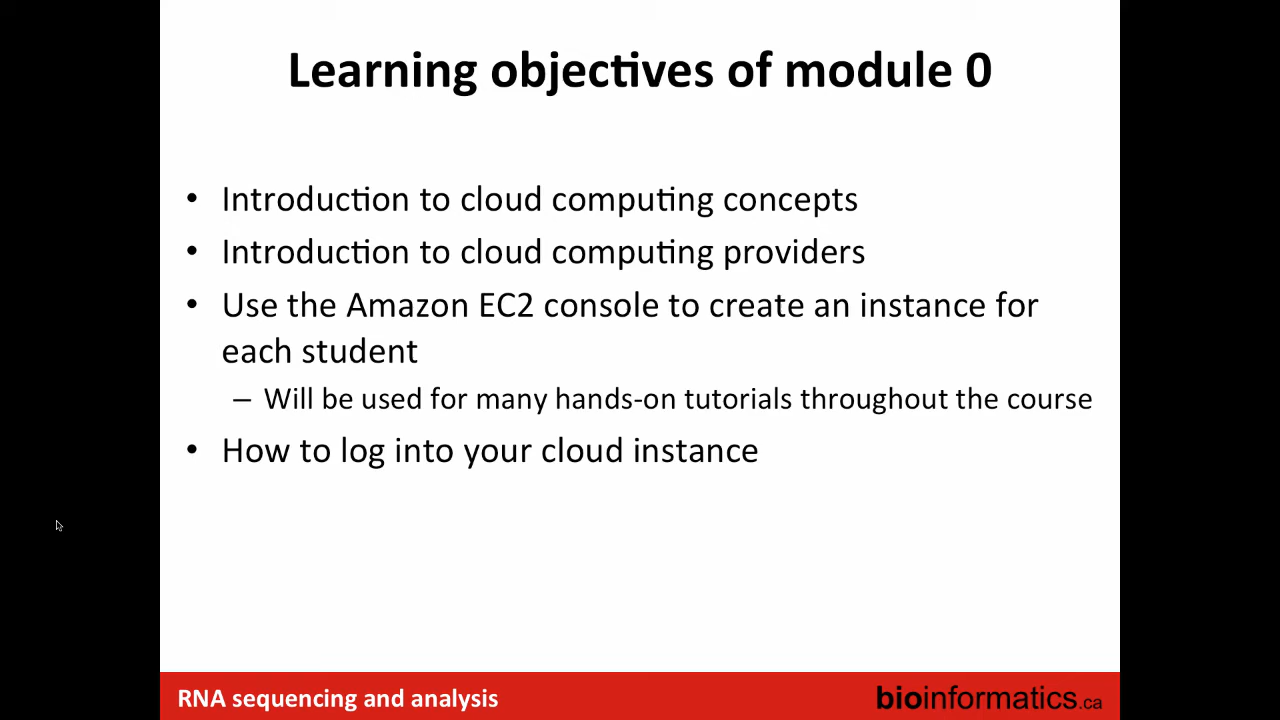 Learning objectives of module 0
• Introduction to cloud computing concepts
• Introduction to cloud computing providers
• Use the Amazon EC2 console to create an instance for
each student
– Will be used for many hands-on tutorials throughout the course
• How to log into your cloud instance
RNA sequencing and analysis
bioinformatics.ca